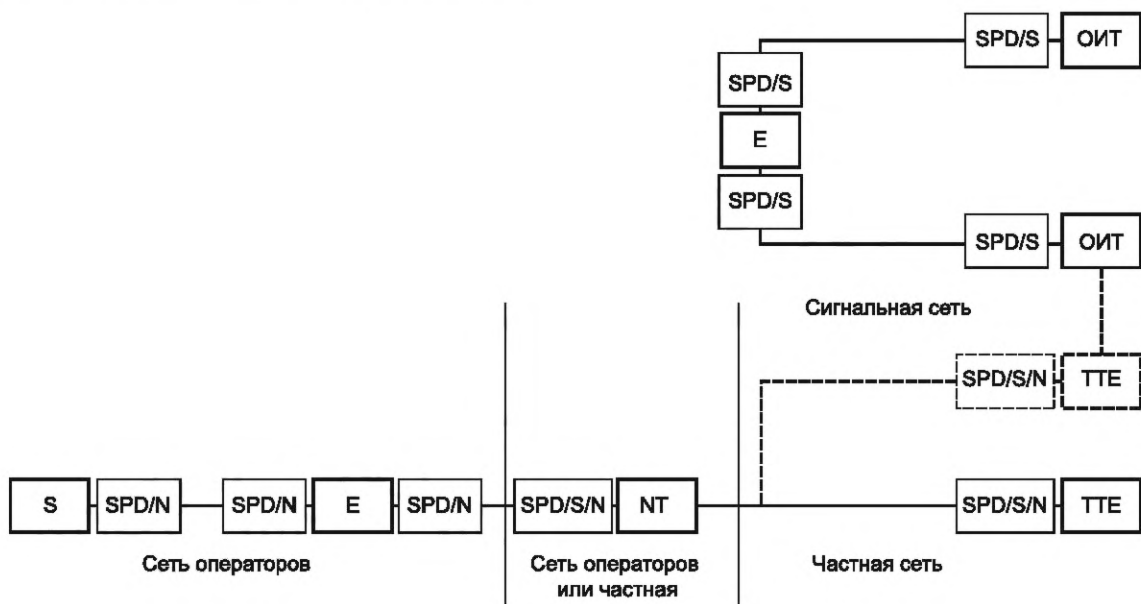 SPD/S ОИТ
SPD/S
E
SPD/S
SPD/S ОИТ
Сигнальная сеть
SPD/S/N TTE
S SPD/N SPD/N E SPD/N SPD/S/N NT SPD/S/N TTE
Сеть операторов Сеть операторов Частная сеть
или частная